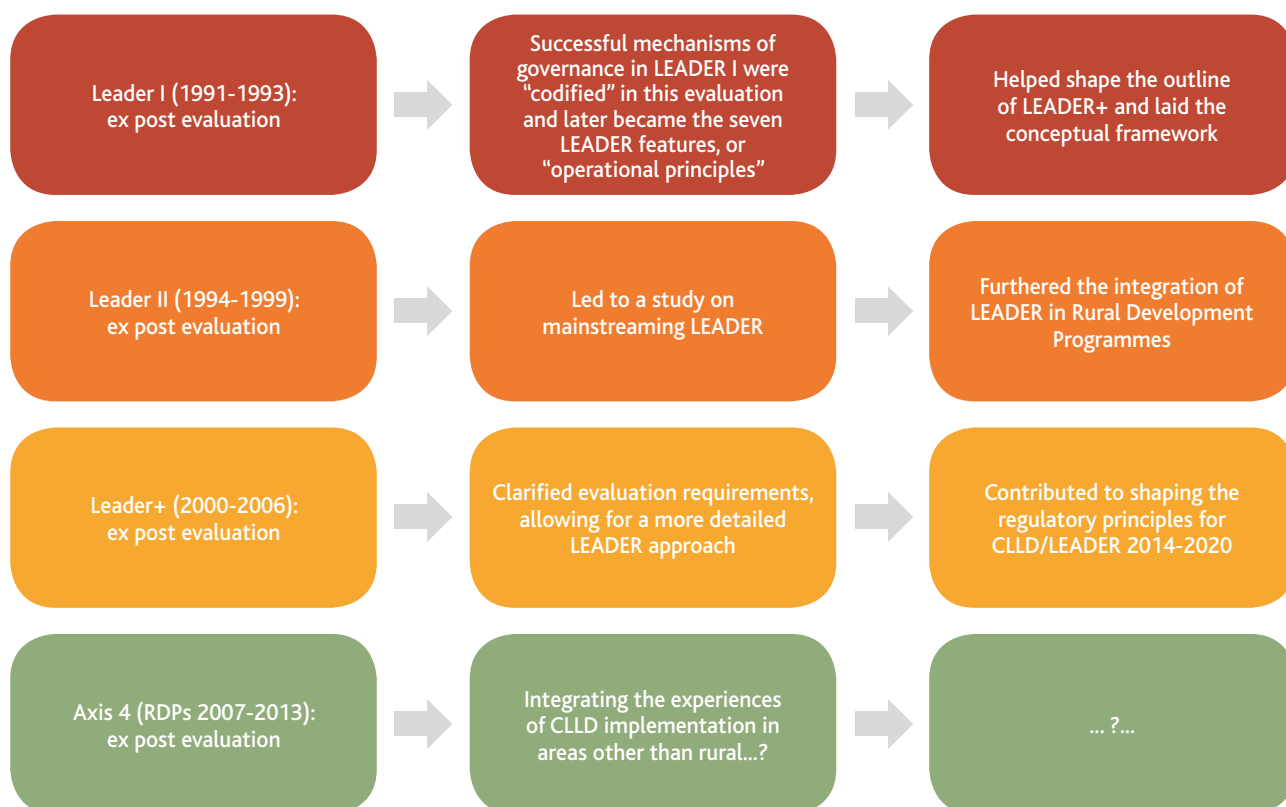 Leader I (1991-1993):
ex post evaluation
Successful mechanisms of
governance in LEADER I were
“codified” in this evaluation
and later became the seven
LEADER features, or
“operational principles”
Helped shape the outline
of LEADER+ and laid the
conceptual framework
Leader II (1994-1999):
ex post evaluation
Led to a study on
mainstreaming LEADER
Furthered the integration of
LEADER in Rural Development
Programmes
Leader+ (2000-2006):
ex post evaluation
Clarified evaluation requirements,
allowing for a more detailed
LEADER approach
Contributed to shaping the
regulatory principles for
CLLD/LEADER 2014-2020
Axis 4 (RDPs 2007-2013):
ex post evaluation
Integrating the experiences
of CLLD implementation in
areas other than rural...?
... ?...